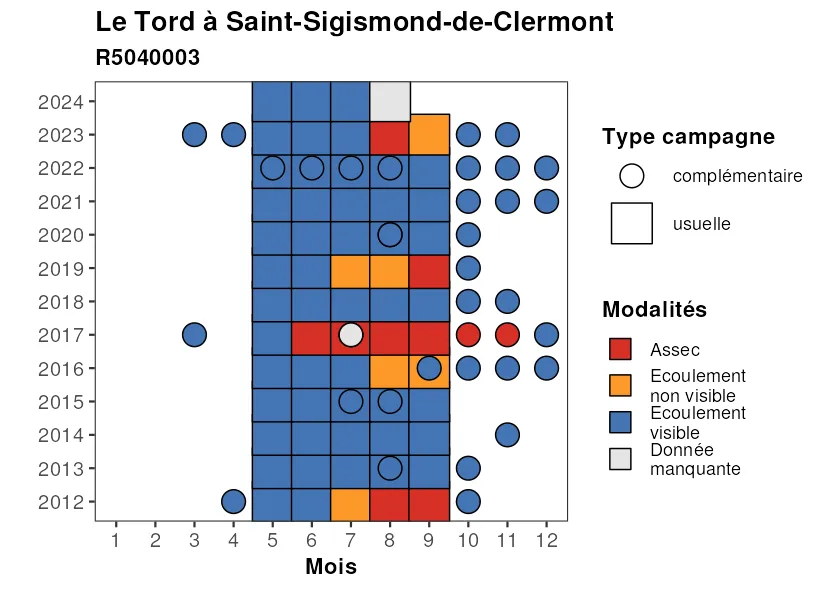 Le Tord à Saint-Sigismond-de-Clermont
R5040003
2024
2023
2022
2021
2020
2019
2018
2017
2016
2015
2014
2013
2012
1 2 3 4 5 6 7 8 9 10 11 12
Mois
Type campagne
complémentaire
usuelle
Modalités
Assec
Ecoulement
non visible
Ecoulement
visible
Donnée
manquante